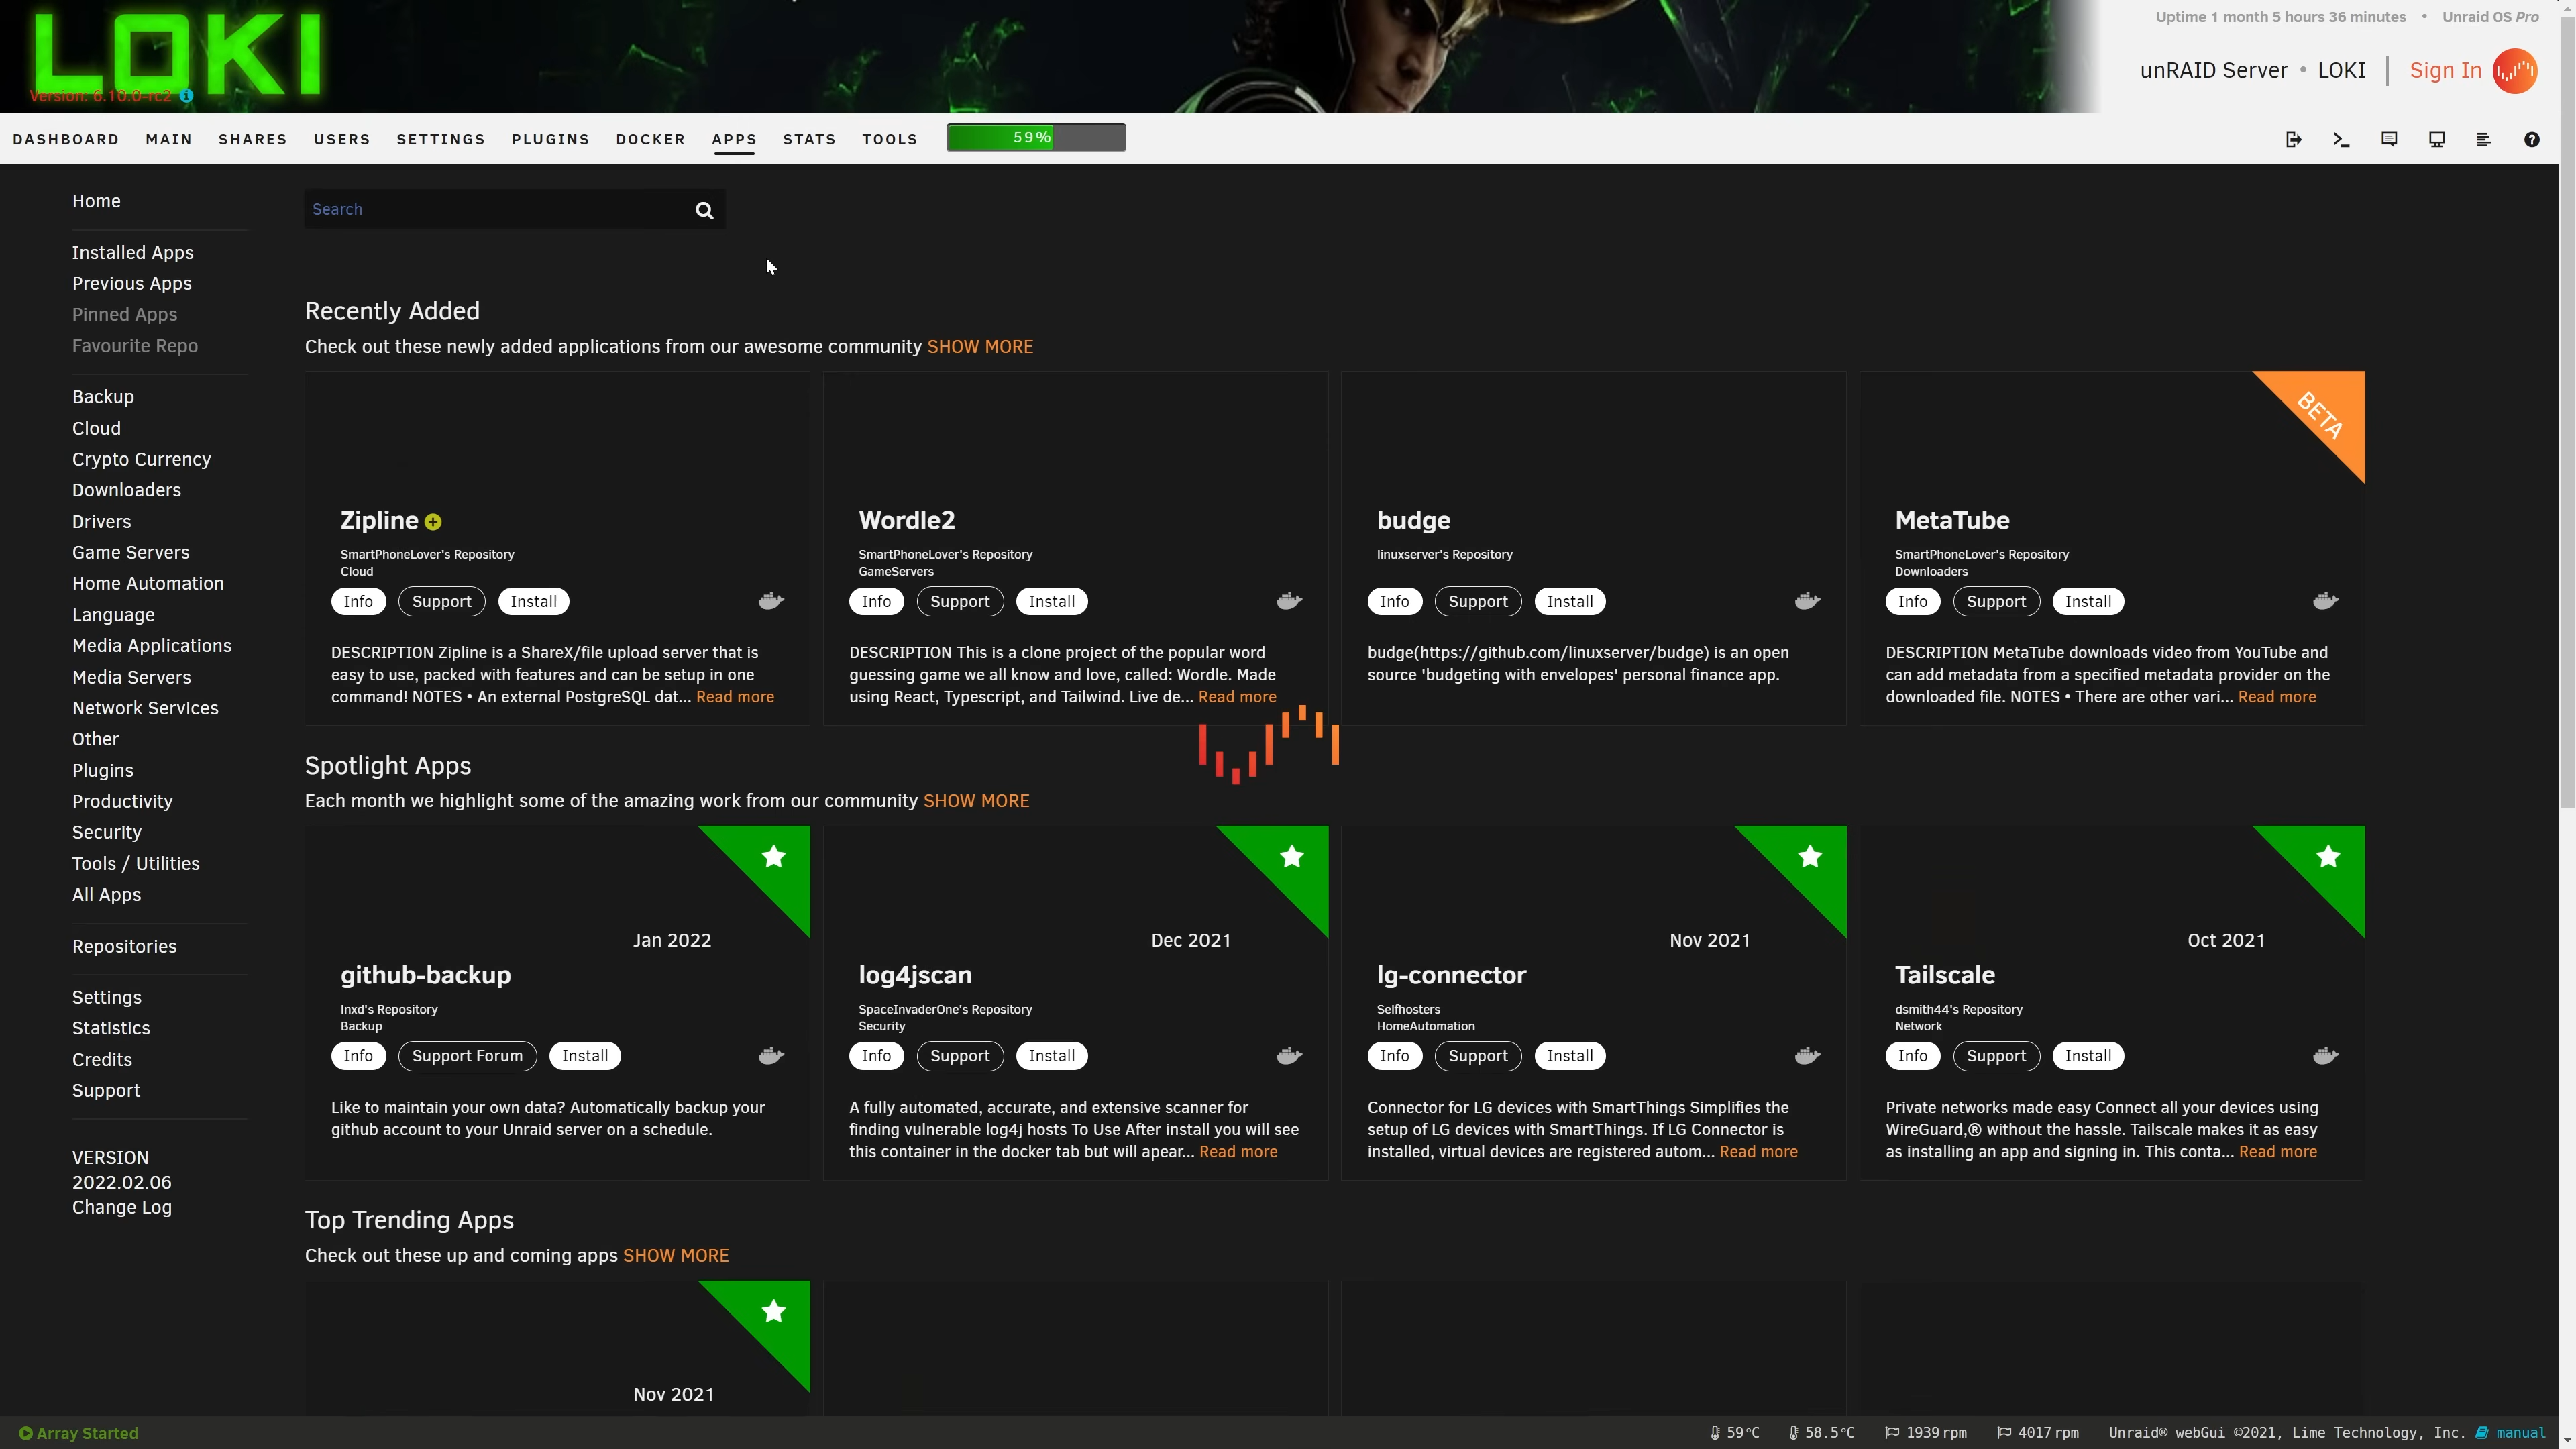 LOKI
Version: 6.10.0-rc2
Uptime 1 month 5 hours 36 minutes • Unraid OS Pro
unRAID Server • LOKI | Sign In
DASHBOARD MAIN SHARES USERS SETTINGS PLUGINS DOCKER APPS STATS TOOLS 59%
Home
Installed Apps
Previous Apps
Pinned Apps
Favourite Repo
Backup
Cloud
Crypto Currency
Downloaders
Drivers
Game Servers
Home Automation
Language
Media Applications
Media Servers
Network Services
Other
Plugins
Productivity
Security
Tools / Utilities
All Apps
Repositories
Settings
Statistics
Credits
Support
VERSION
2022.02.06
Change Log
Search
Recently Added
Check out these newly added applications from our awesome community SHOW MORE
Zipline
SmartPhoneLover's Repository
Cloud
Info Support Install
DESCRIPTION Zipline is a ShareX/file upload server that is
easy to use, packed with features and can be setup in one
command! NOTES • An external PostgreSQL dat... Read more
Wordle2
SmartPhoneLover's Repository
GameServers
Info Support Install
DESCRIPTION This is a clone project of the popular word
guessing game we all know and love, called: Wordle. Made
using React, Typescript, and Tailwind. Live de... Read more
budge
linuxserver's Repository
Info Support Install
budge(https://github.com/linuxserver/budge) is an open
source 'budgeting with envelopes' personal finance app.
BETA
MetaTube
SmartPhoneLover's Repository
Downloaders
Info Support Install
DESCRIPTION MetaTube downloads video from YouTube and
can add metadata from a specified metadata provider on the
downloaded file. NOTES • There are other vari... Read more
Spotlight Apps
Each month we highlight some of the amazing work from our community SHOW MORE
Jan 2022
github-backup
lnxd's Repository
Backup
Info Support Forum Install
Like to maintain your own data? Automatically backup your
github account to your Unraid server on a schedule.
Dec 2021
log4jscan
SpaceInvaderOne's Repository
Security
Info Support Install
A fully automated, accurate, and extensive scanner for
finding vulnerable log4j hosts To Use After install you will see
this container in the docker tab but will apear... Read more
Nov 2021
lg-connector
Selfhosters
HomeAutomation
Info Support Install
Connector for LG devices with SmartThings Simplifies the
setup of LG devices with SmartThings. If LG Connector is
installed, virtual devices are registered autom... Read more
Oct 2021
Tailscale
dsmith44's Repository
Network
Info Support Install
Private networks made easy Connect all your devices using
WireGuard,® without the hassle. Tailscale makes it as easy
as installing an app and signing in. This conta... Read more
Top Trending Apps
Check out these up and coming apps SHOW MORE
Nov 2021
Array Started
59°C 58.5°C 1939 rpm 4017 rpm Unraid® webGui ©2021, Lime Technology, Inc. manual